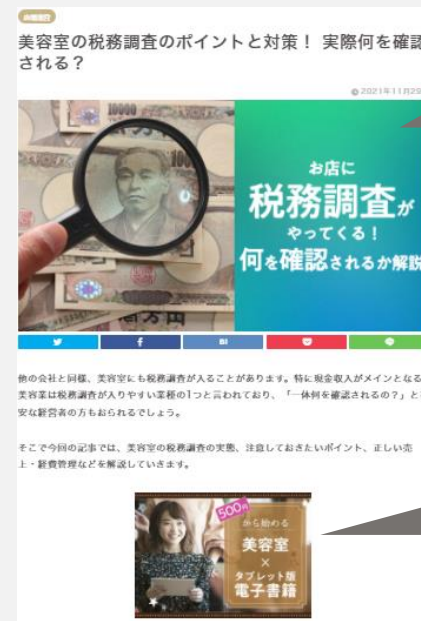 美容室の税務調査のポイントと対策！ 実際何を確認
される？
2021年11月29
10000
お店に
税務調査が
やってくる！
何を確認されるか解説
f
B!
他の会社と同様、美容室にも税務調査が入ることがあります。特に現金収入がメインとなる
美容業は税務調査が入りやすい業種の1つと言われており、「一体何を確認されるの？」と
安な経営者の方もおられるでしょう。
そこで今回の記事では、美容室の税務調査の実態、注意しておきたいポイント、正しい売
上・経費管理などを解説していきます。
500円
から始める
美容室
×
タブレット版
電子書籍